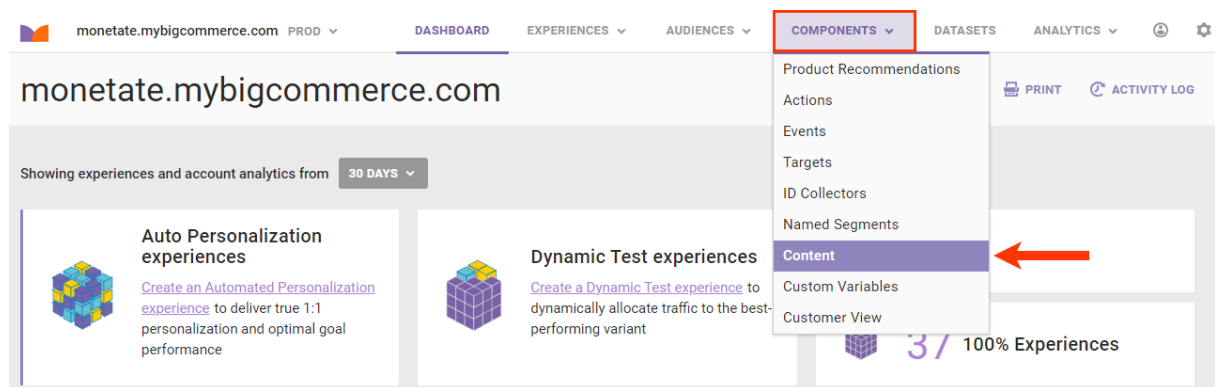 monetate.mybigcommerce.com PROD
DASHBOARD
EXPERIENCES
AUDIENCES
COMPONENTS
DATASETS
ANALYTICS
monetate.mybigcommerce.com
PRINT
ACTIVITY LOG
Product Recommendations
Actions
Events
Targets
ID Collectors
Named Segments
Content
Custom Variables
Customer View
Showing experiences and account analytics from 30 DAYS
Auto Personalization
experiences
Create an Automated Personalization
experience to deliver true 1:1
personalization and optimal goal
performance
Dynamic Test experiences
Create a Dynamic Test experience to
dynamically allocate traffic to the best-
performing variant
37 100% Experiences